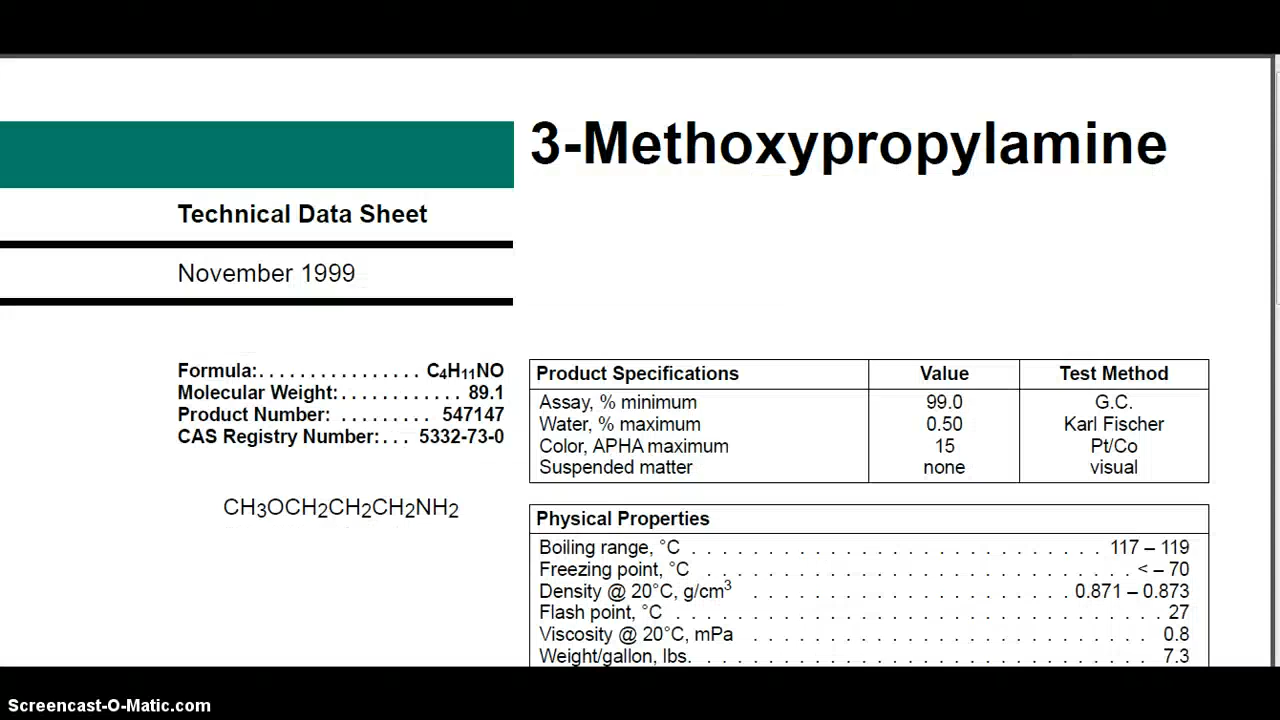 3-Methoxypropylamine
Technical Data Sheet
November 1999
Formula: . . . . . . . . . . . . . . . . C4H11NO
Molecular Weight: . . . . . . . . . . . . 89.1
Product Number: . . . . . . . . . 547147
CAS Registry Number: . . . 5332-73-0
CH3OCH2CH2CH2NH2
Product Specifications Value Test Method
Assay, % minimum 99.0 G.C.
Water, % maximum 0.50 Karl Fischer
Color, APHA maximum 15 Pt/Co
Suspended matter none visual
Physical Properties
Boiling range, °C . . . . . . . . . . . . . . . . . . . . . . . . . . . 117 – 119
Freezing point, °C . . . . . . . . . . . . . . . . . . . . . . . . . . . . < – 70
Density @ 20°C, g/cm3 . . . . . . . . . . . . . . . . . . . . . 0.871 – 0.873
Flash point, °C . . . . . . . . . . . . . . . . . . . . . . . . . . . . . . . . 27
Viscosity @ 20°C, mPa . . . . . . . . . . . . . . . . . . . . . . . . . . 0.8
Weight/gallon, lbs. . . . . . . . . . . . . . . . . . . . . . . . . . . . . . 7.3
Screencast-O-Matic.com